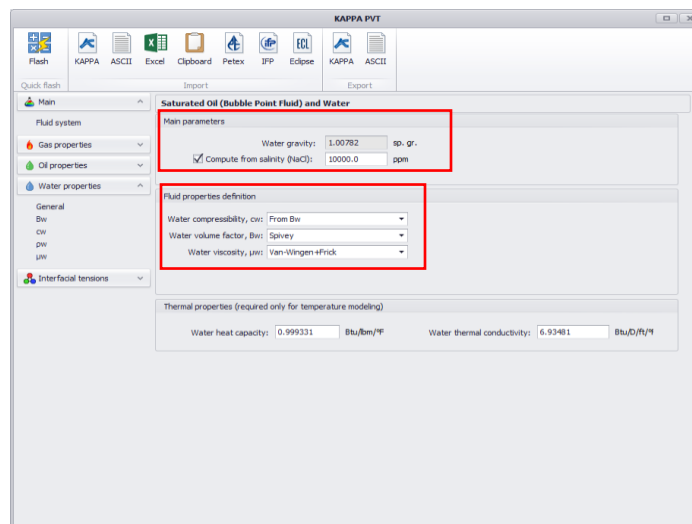 KAPPA PVT
Flash
KAPPA ASCII Excel Clipboard Petex IFP Eclipse KAPPA ASCII
Quick flash Import Export
Main
Fluid system
Gas properties
Oil properties
Water properties
General
Bw
cw
ρw
μw
Interfacial tensions
Saturated Oil (Bubble Point Fluid) and Water
Main parameters
Water gravity: 1.00782 sp. gr.
Compute from salinity (NaCl): 10000.0 ppm
Fluid properties definition
Water compressibility, cw: From Bw
Water volume factor, Bw: Spivey
Water viscosity, μw: Van-Wingen+Frick
Thermal properties (required only for temperature modeling)
Water heat capacity: 0.999331 Btu/lbm/°F Water thermal conductivity: 6.93481 Btu/D/ft/°F